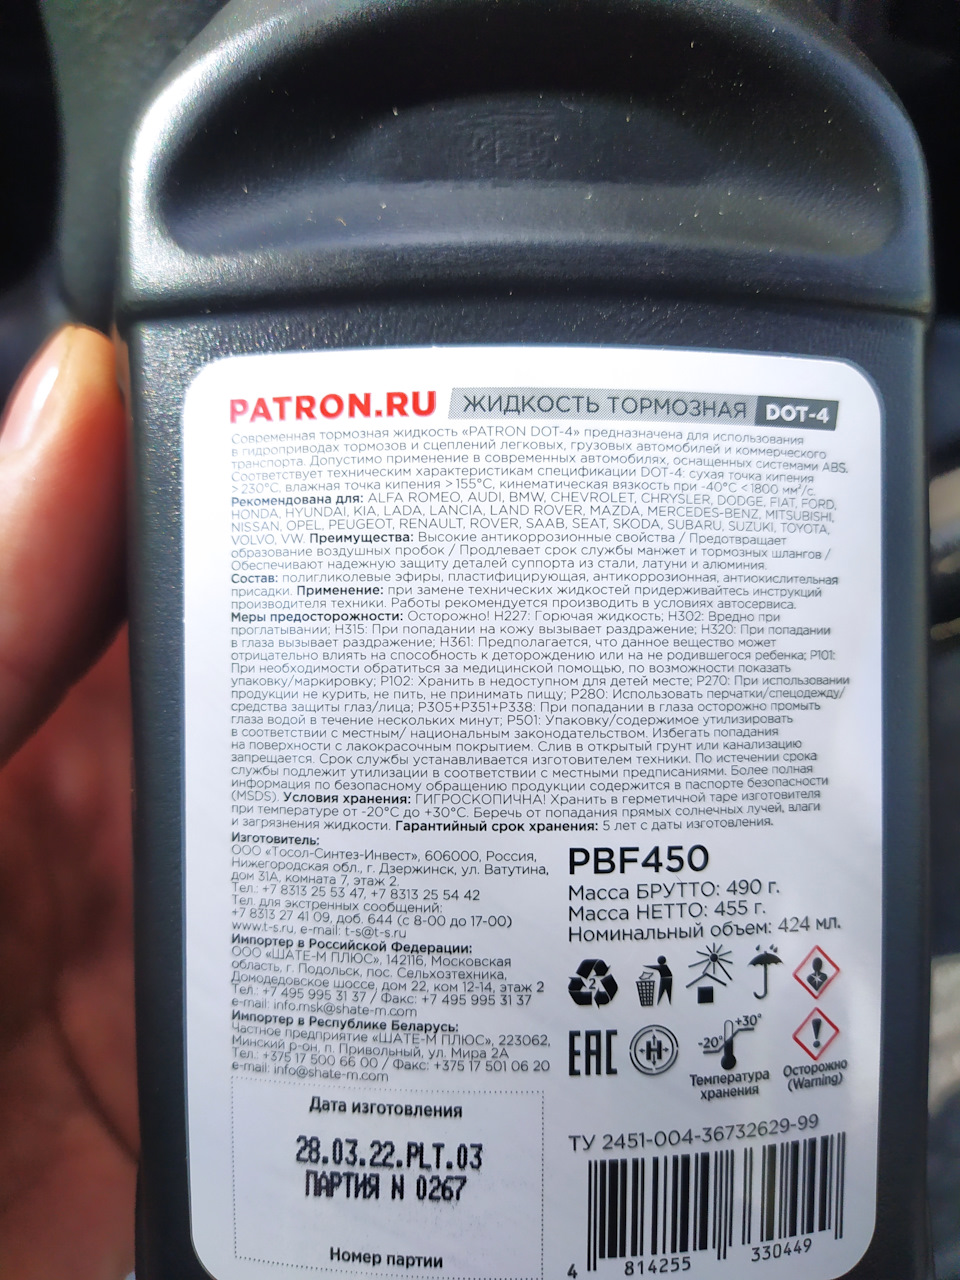 PATRON.RU ЖИДКОСТЬ ТОРМОЗНАЯ DOT-4
Современная тормозная жидкость «PATRON DOT-4» предназначена для использования
в гидроприводах тормозов и сцеплений легковых, грузовых автомобилей и коммерческого
транспорта. Допустимо применение в современных автомобилях, оснащенных системами ABS.
Соответствует техническим характеристикам спецификации DOT-4: сухая точка кипения
>230°C, влажная точка кипения >155°C, кинематическая вязкость при -40°C <1800 мм²/с.
Рекомендована для: ALFA ROMEO, AUDI, BMW, CHEVROLET, CHRYSLER, DODGE, FIAT, FORD,
HONDA, HYUNDAI, KIA, LADA, LANCIA, LAND ROVER, MAZDA, MERCEDES-BENZ, MITSUBISHI,
NISSAN, OPEL, PEUGEOT, RENAULT, ROVER, SAAB, SEAT, SKODA, SUBARU, SUZUKI, TOYOTA,
VOLVO, VW. Преимущества: Высокие антикоррозионные свойства / Предотвращает
образование воздушных пробок / Продлевает срок службы манжет и тормозных шлангов /
Обеспечивают надежную защиту деталей суппорта из стали, латуни и алюминия.
Состав: полигликолевые эфиры, пластифицирующая, антикоррозионная, антиокислительная
присадки. Применение: при замене технических жидкостей придерживайтесь инструкций
производителя техники. Работы рекомендуется производить в условиях автосервиса.
Меры предосторожности: Осторожно! H227: Горючая жидкость; H302: Вредно при
проглатывании; H315: При попадании на кожу вызывает раздражение; H320: При попадании
в глаза вызывает раздражение; H361: Предполагается, что данное вещество может
отрицательно влиять на способность к деторождению или на не родившегося ребенка; P101:
При необходимости обратиться за медицинской помощью, по возможности показать
упаковку/маркировку; P102: Хранить в недоступном для детей месте; P270: При использовании
продукции не курить, не пить, не принимать пищу; P280: Использовать перчатки/спецодежду/
средства защиты глаз/лица; P305+P351+P338: При попадании в глаза осторожно промыть
глаза водой в течение нескольких минут; P501: Упаковку/содержимое утилизировать
в соответствии с местным/ национальным законодательством. Избегать попадания
на поверхности с лакокрасочным покрытием. Слив в открытый грунт или канализацию
запрещается. Срок службы устанавливается изготовителем техники. По истечении срока
службы подлежит утилизации в соответствии с местными предписаниями. Более полная
информация по безопасному обращению продукции содержится в паспорте безопасности
(MSDS). Условия хранения: ГИГРОСКОПИЧНА! Хранить в герметичной таре изготовителя
при температуре от -20°C до +30°C. Беречь от попадания прямых солнечных лучей, влаги
и загрязнения жидкости. Гарантийный срок хранения: 5 лет с даты изготовления.
Изготовитель:
ООО «Тосол-Синтез-Инвест», 606000, Россия,
Нижегородская обл., г. Дзержинск, ул. Ватутина,
дом 31А, комната 7, этаж 2.
Тел.: +7 8313 25 53 47, +7 8313 25 54 42
Тел. для экстренных сообщений:
+7 8313 27 41 09, доб. 644 (с 8-00 до 17-00)
www.t-s.ru, e-mail: t-s@t-s.ru
Импортер в Российской Федерации:
ООО «ШАТЕ-М ПЛЮС», 142116, Московская
область, г. Подольск, пос. Сельхозтехника,
Домодедовское шоссе, дом 22, ком 12-14, этаж 2
Тел.: +7 495 995 31 37 / Факс: +7 495 995 31 37
e-mail: info.msk@shate-m.com
Импортер в Республике Беларусь:
Частное предприятие «ШАТЕ-М ПЛЮС», 223062,
Минский р-он, п. Привольный, ул. Мира 2А
Тел.: +375 17 500 66 00 / Факс: +375 17 501 06 20
e-mail: info@shate-m.com
PBF450
Масса БРУТТО: 490 г.
Масса НЕТТО: 455 г.
Номинальный объем: 424 мл.
2
EAC
+30°
-20°
Температура
хранения
Осторожно
(Warning)
Дата изготовления
28.03.22.PLT.03
ПАРТИЯ N 0267
Номер партии
ТУ 2451-004-36732629-99
4 814255 330449